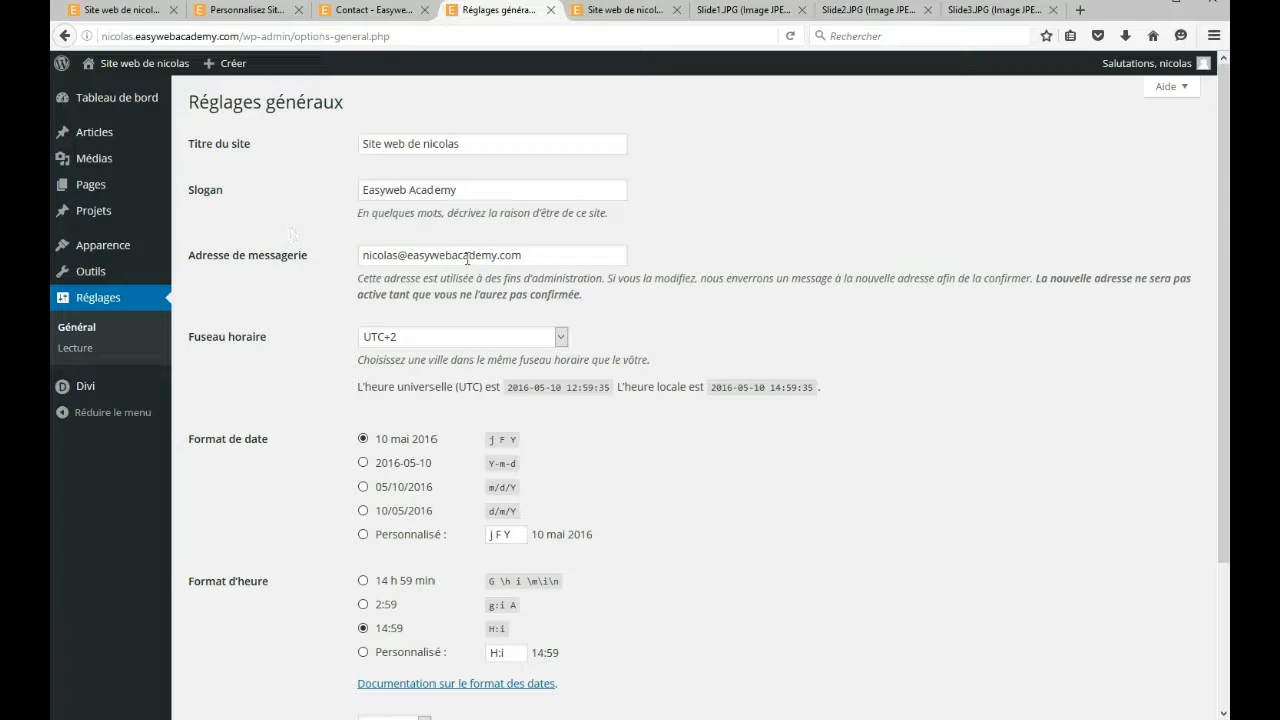 Site web de nicol...
Personnalisez Sit...
Contact – Easywe...
Réglages généra...
Site web de nicol...
Slide1.JPG (Image JPE...
Slide2.JPG (Image JPE...
Slide3.JPG (Image JPE...
nicolas.easywebacademy.com/wp-admin/options-general.php
Rechercher
Site web de nicolas
Créer
Salutations, nicolas
Aide
Tableau de bord
Articles
Médias
Pages
Projets
Apparence
Outils
Réglages
Général
Lecture
Divi
Réduire le menu
Réglages généraux
Titre du site
Site web de nicolas
Slogan
Easyweb Academy
En quelques mots, décrivez la raison d’être de ce site.
Adresse de messagerie
nicolas@easywebacademy.com
Cette adresse est utilisée à des fins d’administration. Si vous la modifiez, nous enverrons un message à la nouvelle adresse afin de la confirmer. La nouvelle adresse ne sera pas
active tant que vous ne l’aurez pas confirmée.
Fuseau horaire
UTC+2
Choisissez une ville dans le même fuseau horaire que le vôtre.
L’heure universelle (UTC) est 2016-05-10 12:59:35 L’heure locale est 2016-05-10 14:59:35 .
Format de date
10 mai 2016 j F Y
2016-05-10 Y-m-d
05/10/2016 m/d/Y
10/05/2016 d/m/Y
Personnalisé : j F Y 10 mai 2016
Format d’heure
14 h 59 min G \h i \m\i\n
2:59 g:i A
14:59 H:i
Personnalisé : H:i 14:59
Documentation sur le format des dates.